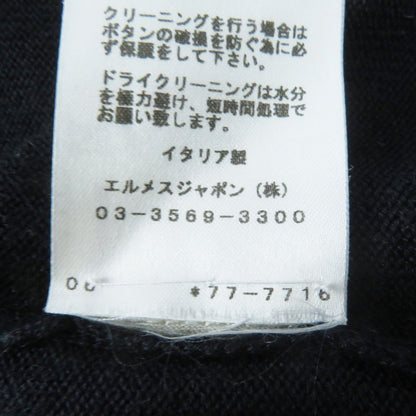 クリーニングを行う場合は
ボタンの破損を防ぐ為に必
ず保護をして下さい。
ドライクリーニングは水分
を極力避け、短時間処理で
お願い致します。
イタリア製
エルメスジャポン（株）
03-3569-3300
06 *77-7716